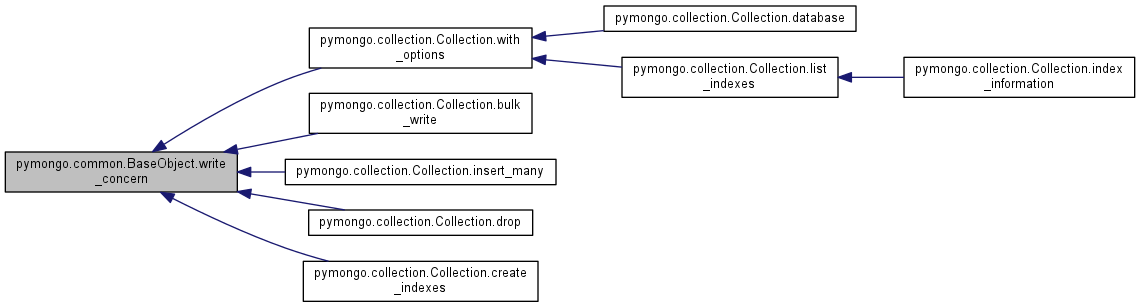 pymongo.collection.Collection.database
pymongo.collection.Collection.with
_options
pymongo.collection.Collection.list
_indexes
pymongo.collection.Collection.index
_information
pymongo.collection.Collection.bulk
_write
pymongo.common.BaseObject.write
_concern
pymongo.collection.Collection.insert_many
pymongo.collection.Collection.drop
pymongo.collection.Collection.create
_indexes